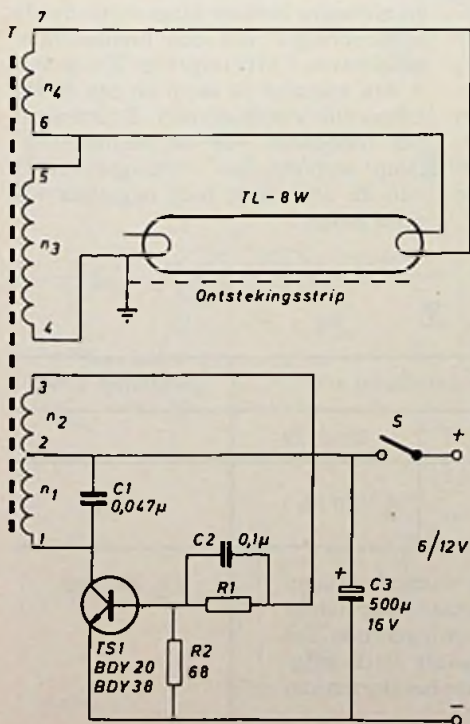 T
7
n4
6
5
n3
4
TL - 8W
Ontstekingsstrip
3
n2
2
n1
1
S
+
C1
0,047μ
C2
0,1μ
R1
6/12V
+
C3
500μ
16V
TS1
BDY 20
BDY 38
R2
68
−